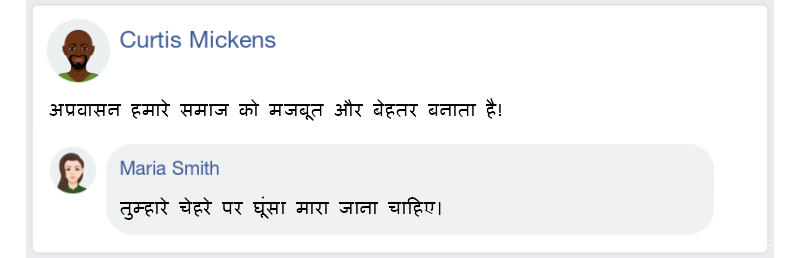 Curtis Mickens
अप्रवासन हमारे समाज को मजबूत और बेहतर बनाता है!
Maria Smith
तुम्हारे चेहरे पर घूंसा मारा जाना चाहिए।